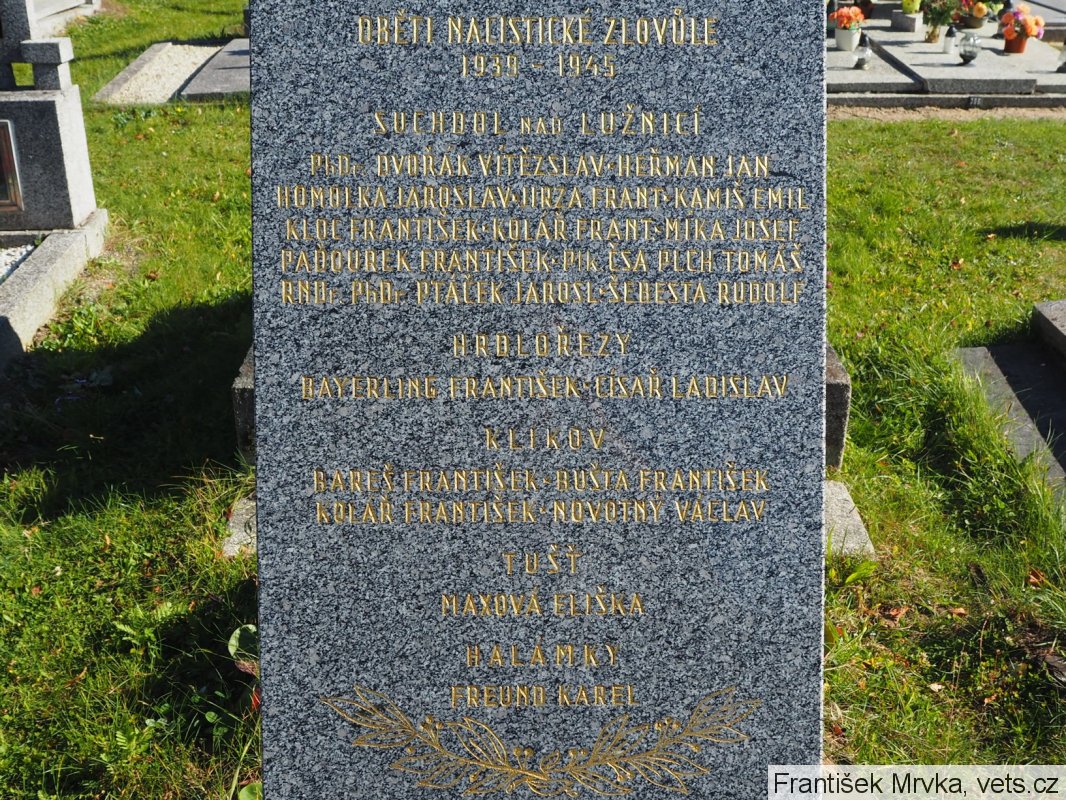 OBĚTI NACISTICKÉ ZLOVŮLE
1939 - 1945
SUCHDOL NAD LUŽNICÍ
PhDr. DVOŘÁK VÍTĚZSLAV · HEŘMAN JAN
HOMOLKA JAROSLAV · HRZA FRANT · KAMIŠ EMIL
KLOC FRANTIŠEK · KOLÁŘ FRANT · MÍKA JOSEF
PAĎOUREK FRANTIŠEK · Plk. ČSA PLCH TOMÁŠ
RNDr. PhDr. PTÁČEK JAROSL · ŠEBESTA RUDOLF
HRDLOŘEZY
BAYERLING FRANTIŠEK · CÍSAŘ LADISLAV
KLIKOV
BAREŠ FRANTIŠEK · BUŠTA FRANTIŠEK
KOLÁŘ FRANTIŠEK · NOVOTNÝ VÁCLAV
TUŠŤ
MAXOVÁ ELIŠKA
HALÁMKY
FREUND KAREL
František Mrvka, vets.cz